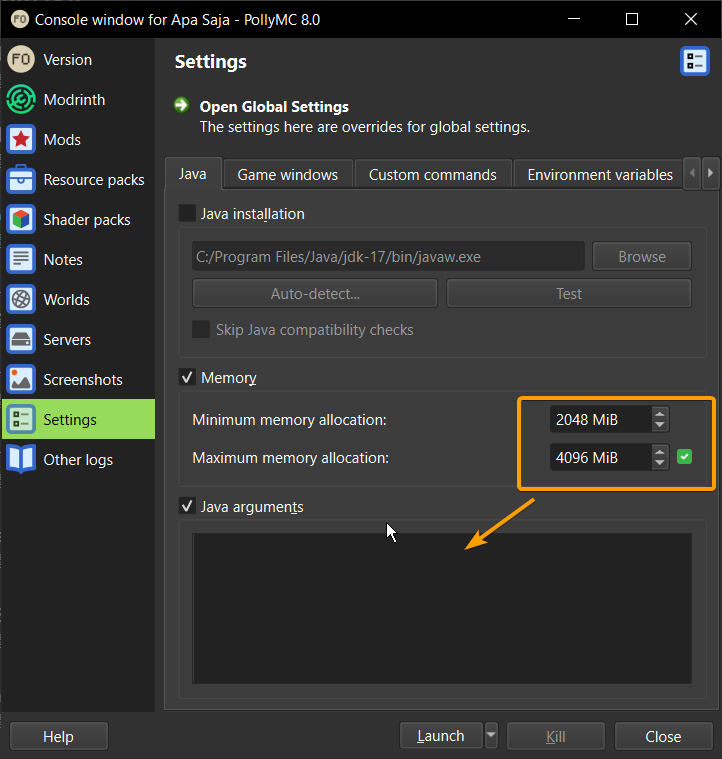 FO Console window for Apa Saja - PollyMC 8.0
FO Version
Modrinth
Mods
Resource packs
Shader packs
Notes
Worlds
Servers
Screenshots
Settings
Other logs
Settings
Open Global Settings
The settings here are overrides for global settings.
Java Game windows Custom commands Environment variables
Java installation
C:/Program Files/Java/jdk-17/bin/javaw.exe Browse
Auto-detect... Test
Skip Java compatibility checks
Memory
Minimum memory allocation: 2048 MiB
Maximum memory allocation: 4096 MiB
Java arguments
Help Launch Kill Close